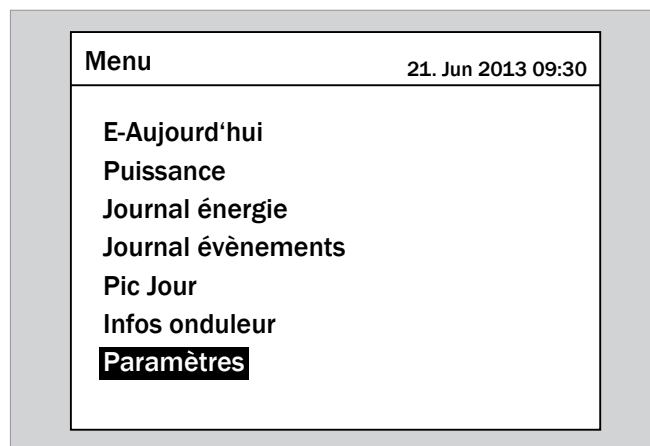 Menu
21. Jun 2013 09:30
E-Aujourd‘hui
Puissance
Journal énergie
Journal évènements
Pic Jour
Infos onduleur
Paramètres